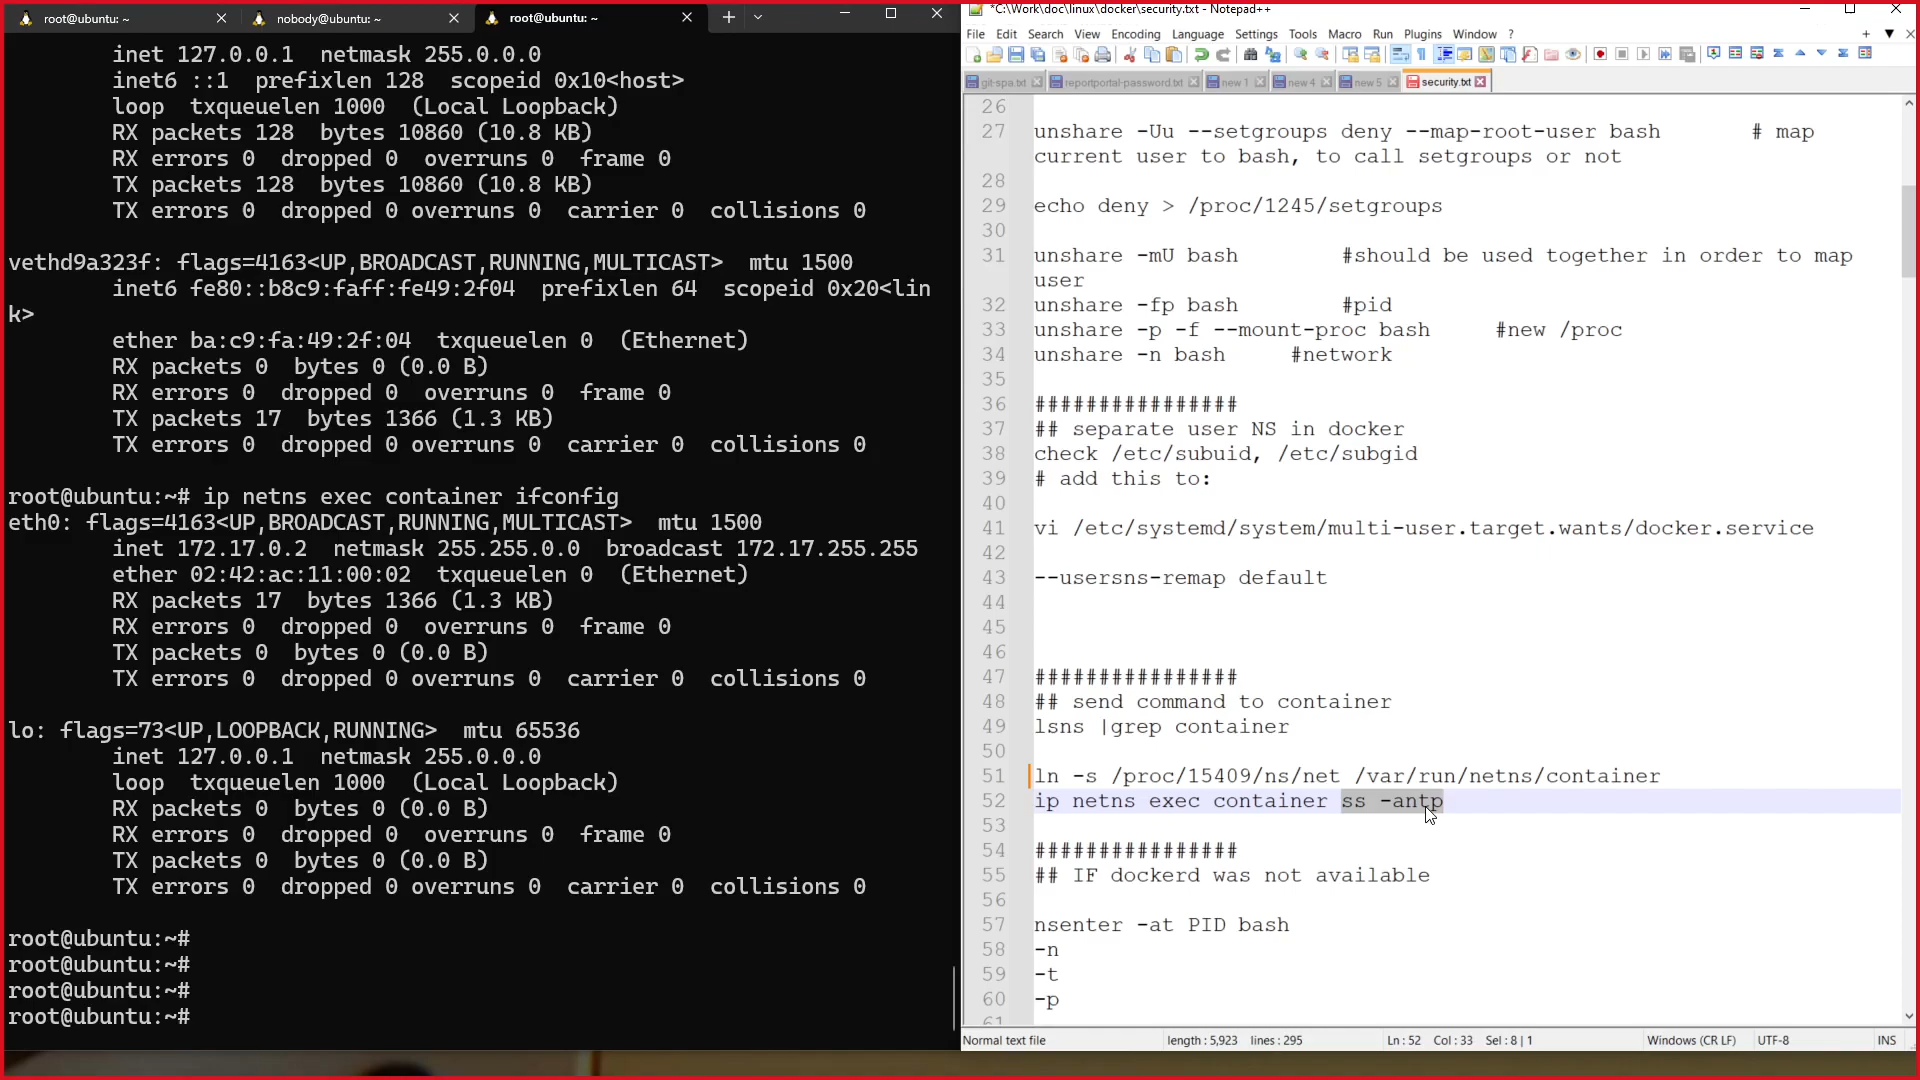 root@ubuntu: ~
nobody@ubuntu: ~
root@ubuntu: ~
inet 127.0.0.1  netmask 255.0.0.0
inet6 ::1  prefixlen 128  scopeid 0x10<host>
loop  txqueuelen 1000  (Local Loopback)
RX packets 128  bytes 10860 (10.8 KB)
RX errors 0  dropped 0  overruns 0  frame 0
TX packets 128  bytes 10860 (10.8 KB)
TX errors 0  dropped 0 overruns 0  carrier 0  collisions 0
vethd9a323f: flags=4163<UP,BROADCAST,RUNNING,MULTICAST>  mtu 1500
inet6 fe80::b8c9:faff:fe49:2f04  prefixlen 64  scopeid 0x20<lin
k>
ether ba:c9:fa:49:2f:04  txqueuelen 0  (Ethernet)
RX packets 0  bytes 0 (0.0 B)
RX errors 0  dropped 0  overruns 0  frame 0
TX packets 17  bytes 1366 (1.3 KB)
TX errors 0  dropped 0 overruns 0  carrier 0  collisions 0
root@ubuntu:~# ip netns exec container ifconfig
eth0: flags=4163<UP,BROADCAST,RUNNING,MULTICAST>  mtu 1500
inet 172.17.0.2  netmask 255.255.0.0  broadcast 172.17.255.255
ether 02:42:ac:11:00:02  txqueuelen 0  (Ethernet)
RX packets 17  bytes 1366 (1.3 KB)
RX errors 0  dropped 0  overruns 0  frame 0
TX packets 0  bytes 0 (0.0 B)
TX errors 0  dropped 0 overruns 0  carrier 0  collisions 0
lo: flags=73<UP,LOOPBACK,RUNNING>  mtu 65536
inet 127.0.0.1  netmask 255.0.0.0
loop  txqueuelen 1000  (Local Loopback)
RX packets 0  bytes 0 (0.0 B)
RX errors 0  dropped 0  overruns 0  frame 0
TX packets 0  bytes 0 (0.0 B)
TX errors 0  dropped 0 overruns 0  carrier 0  collisions 0
root@ubuntu:~#
root@ubuntu:~#
root@ubuntu:~#
root@ubuntu:~#
*C:\Work\doc\linux\docker\security.txt - Notepad++
File Edit Search View Encoding Language Settings Tools Macro Run Plugins Window ?
git-spa.txt reportportal-password.txt new 1 new 4 new 5 security.txt
26
27 unshare -Uu --setgroups deny --map-root-user bash # map
current user to bash, to call setgroups or not
28
29 echo deny > /proc/1245/setgroups
30
31 unshare -mU bash #should be used together in order to map
user
32 unshare -fp bash #pid
33 unshare -p -f --mount-proc bash #new /proc
34 unshare -n bash #network
35
36 ################
37 ## separate user NS in docker
38 check /etc/subuid, /etc/subgid
39 # add this to:
40
41 vi /etc/systemd/system/multi-user.target.wants/docker.service
42
43 --usersns-remap default
44
45
46
47 ################
48 ## send command to container
49 lsns |grep container
50
51 ln -s /proc/15409/ns/net /var/run/netns/container
52 ip netns exec container ss -antp
53
54 ################
55 ## IF dockerd was not available
56
57 nsenter -at PID bash
58 -n
59 -t
60 -p
61
Normal text file length : 5,923 lines : 295 Ln : 52 Col : 33 Sel : 8 | 1 Windows (CR LF) UTF-8 INS